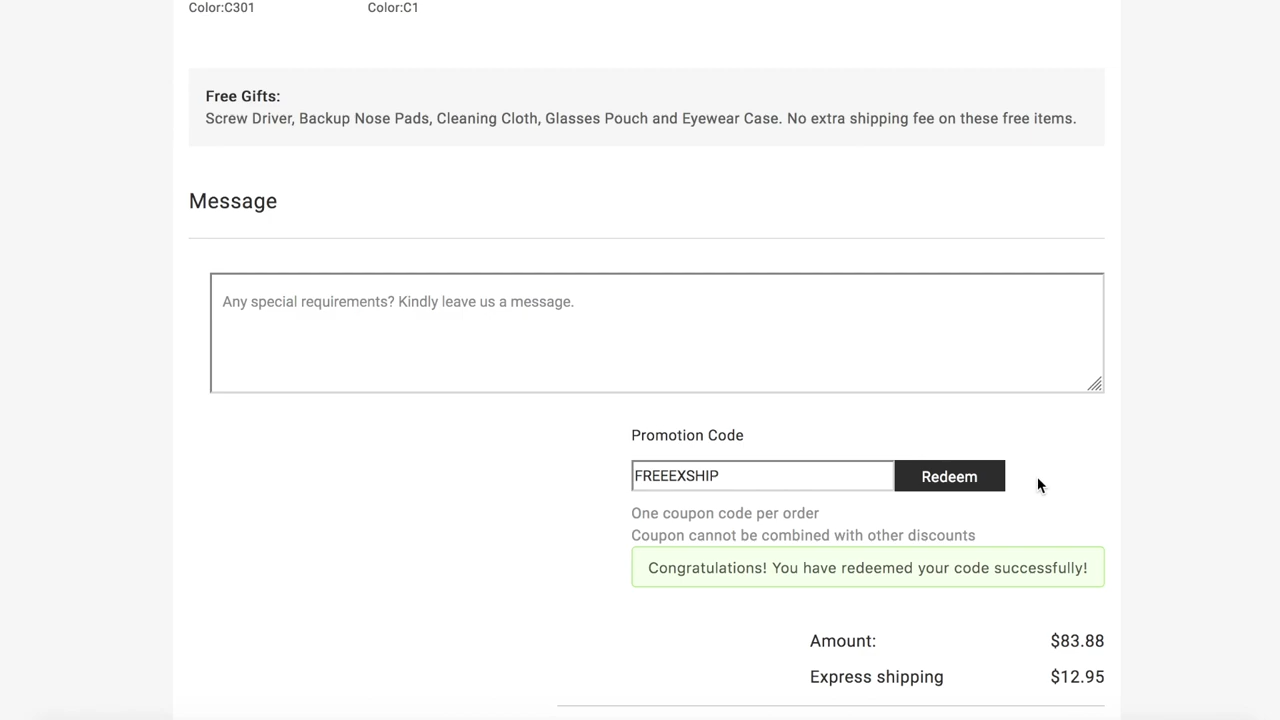 Color:C301
Color:C1
Free Gifts:
Screw Driver, Backup Nose Pads, Cleaning Cloth, Glasses Pouch and Eyewear Case. No extra shipping fee on these free items.
Message
Any special requirements? Kindly leave us a message.
Promotion Code
FREEEXSHIP
Redeem
One coupon code per order
Coupon cannot be combined with other discounts
Congratulations! You have redeemed your code successfully!
Amount: $83.88
Express shipping $12.95